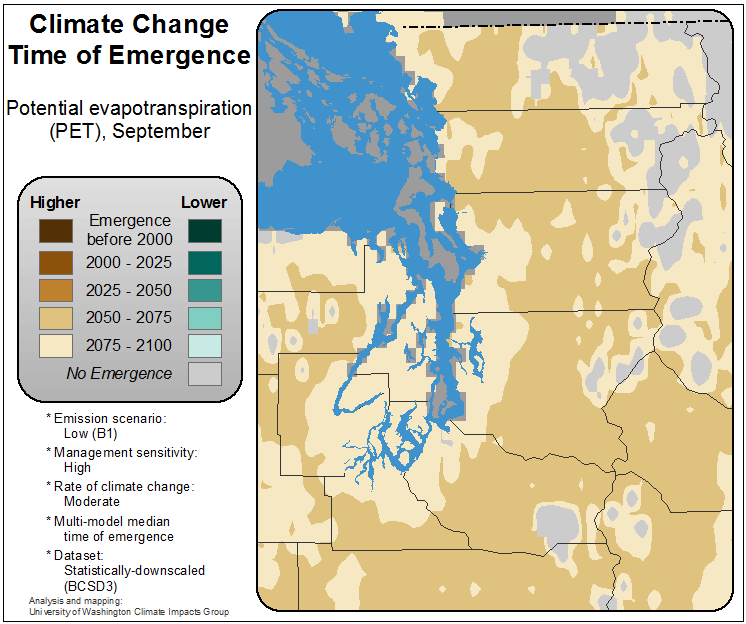 Climate Change
Time of Emergence
Potential evapotranspiration
(PET), September
Higher Lower
Emergence
before 2000
2000 - 2025
2025 - 2050
2050 - 2075
2075 - 2100
No Emergence
* Emission scenario:
Low (B1)
* Management sensitivity:
High
* Rate of climate change:
Moderate
* Multi-model median
time of emergence
* Dataset:
Statistically-downscaled
(BCSD3)
Analysis and mapping:
University of Washington Climate Impacts Group